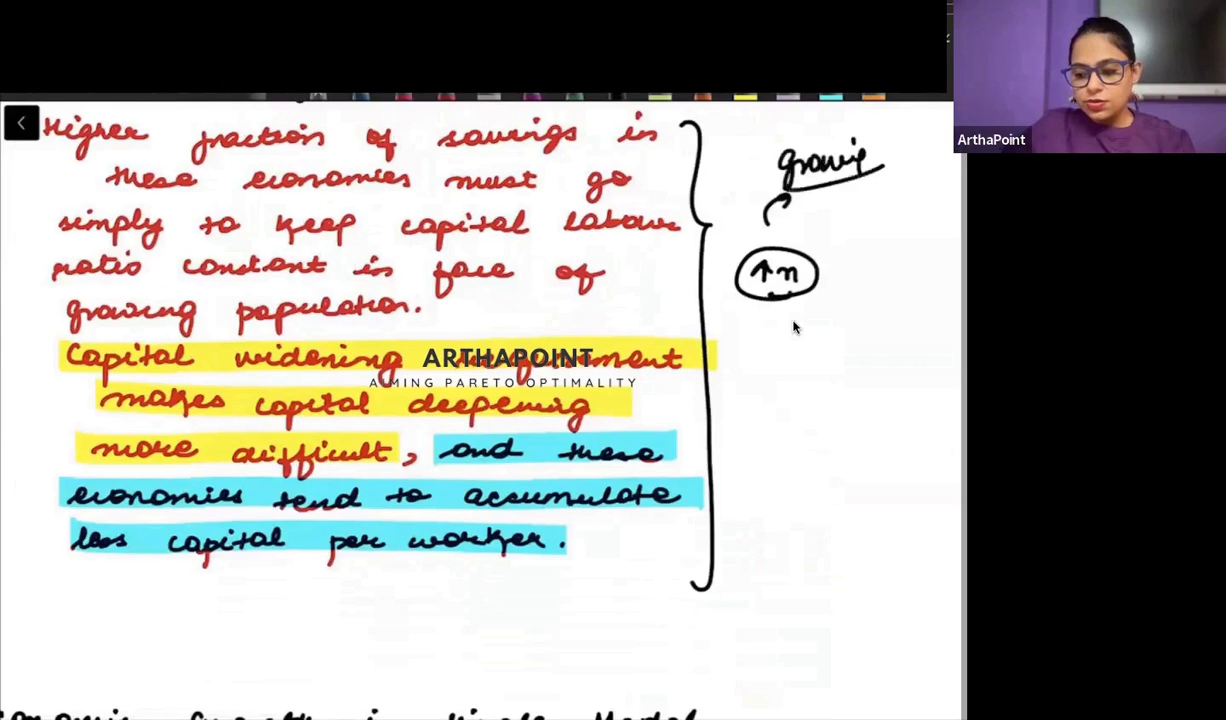 Higher fraction of savings in
these economies must go
simply to keep capital labour
ratio constant in face of
growing population.
Capital widening requirement
makes capital deepening
more difficult, and these
economies tend to accumulate
less capital per worker.
growing
↑n
ArthaPoint
ARTHAPOINT
AIMING PARETO OPTIMALITY
Model